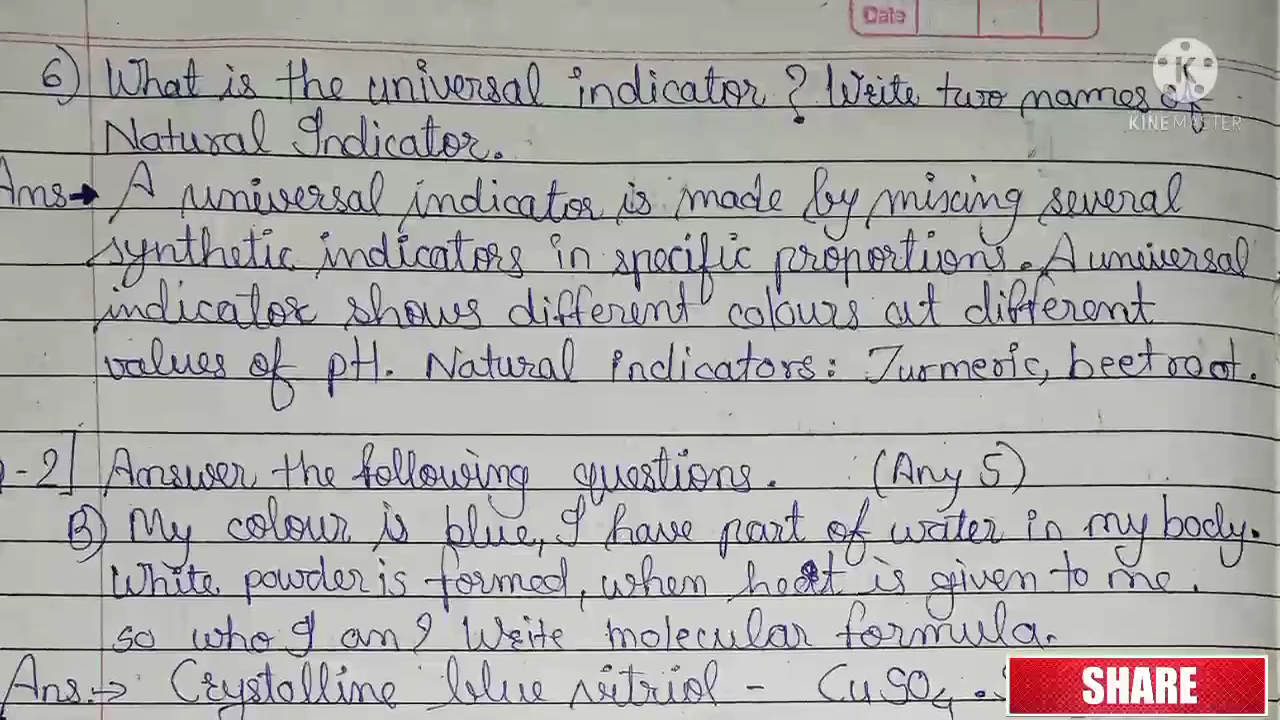 Date
K
KINEMASTER
6) What is the universal indicator? Write two names of
Natural Indicator.
Ans→ A universal indicator is made by mixing several
synthetic indicators in specific proportions. A universal
indicator shows different colours at different
values of pH. Natural indicators: Turmeric, beetroot.
-2] Answer the following questions. (Any 5)
B) My colour is blue, I have part of water in my body.
White powder is formed, when heat is given to me.
so who I am? Write molecular formula.
Ans.→ Crystalline blue vitriol - CuSO4 .
SHARE